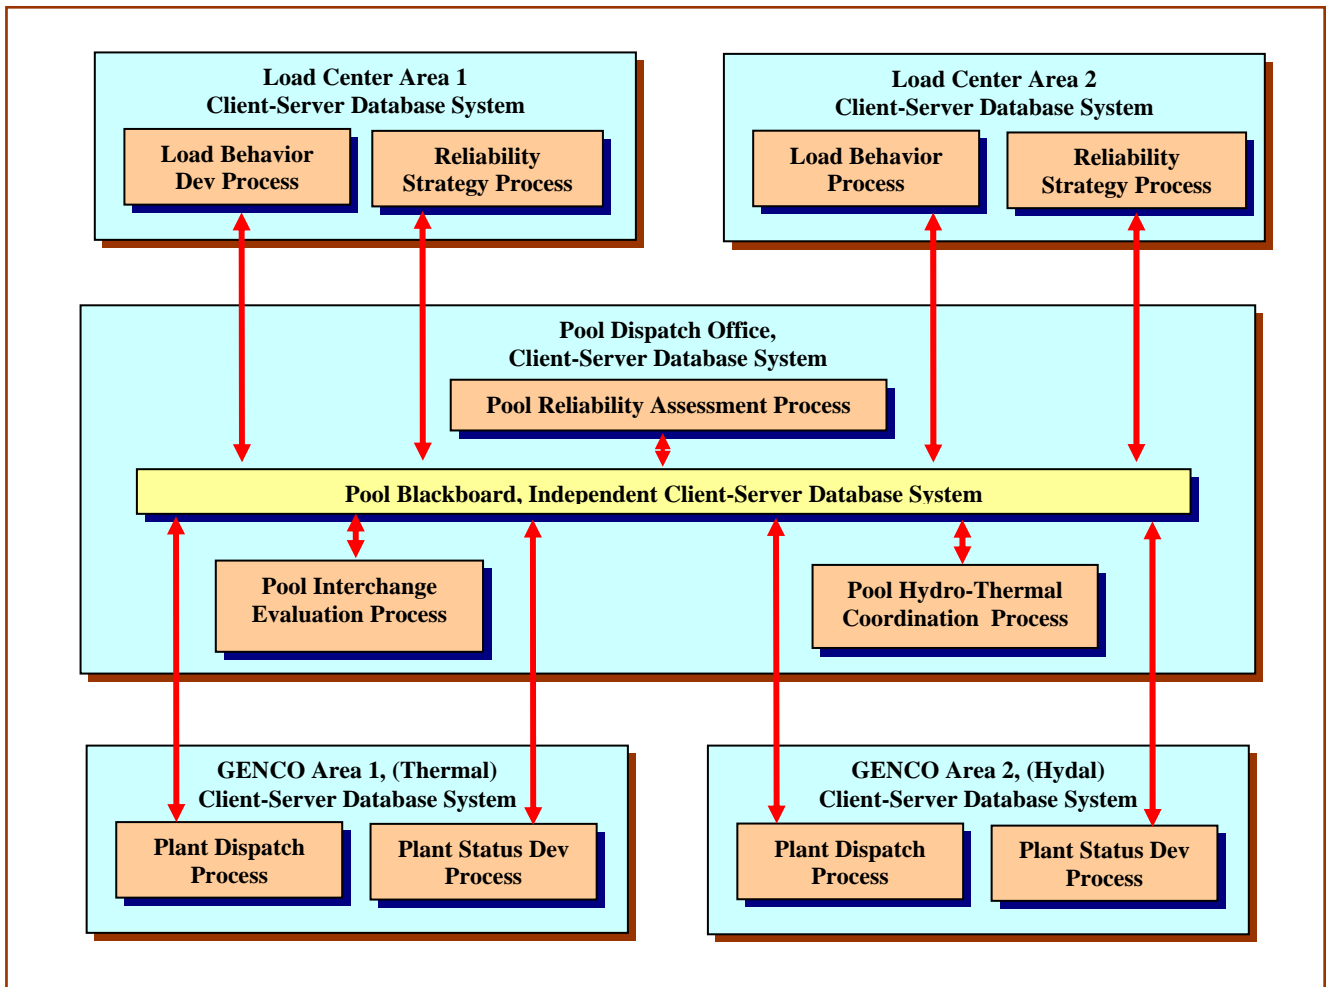 Load Center Area 1
Client-Server Database System
Load Behavior
Dev Process
Reliability
Strategy Process
Load Center Area 2
Client-Server Database System
Load Behavior
Process
Reliability
Strategy Process
Pool Dispatch Office,
Client-Server Database System
Pool Reliability Assessment Process
Pool Blackboard, Independent Client-Server Database System
Pool Interchange
Evaluation Process
Pool Hydro-Thermal
Coordination Process
GENCO Area 1, (Thermal)
Client-Server Database System
Plant Dispatch
Process
Plant Status Dev
Process
GENCO Area 2, (Hydal)
Client-Server Database System
Plant Dispatch
Process
Plant Status Dev
Process